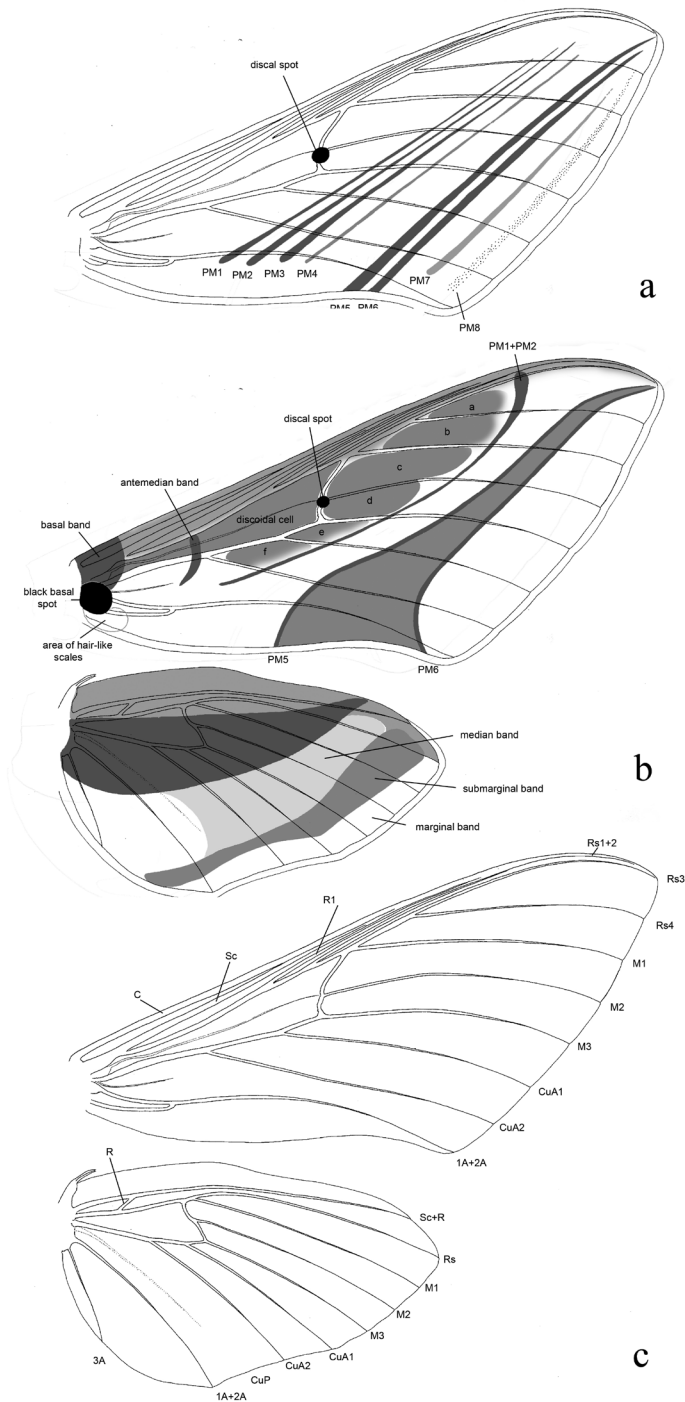 discal spot
PM1
PM2
PM3
PM4
PM5
PM6
PM7
PM8
a
PM1+PM2
discal spot
a
b
c
d
e
f
antemedian band
discoidal cell
basal band
black basal
spot
area of hair-like
scales
PM5
PM6
median band
submarginal band
marginal band
b
Rs1+2
Rs3
R1
Rs4
Sc
M1
C
M2
M3
CuA1
CuA2
1A+2A
R
Sc+R
Rs
M1
M2
M3
CuA1
CuA2
CuP
1A+2A
3A
c